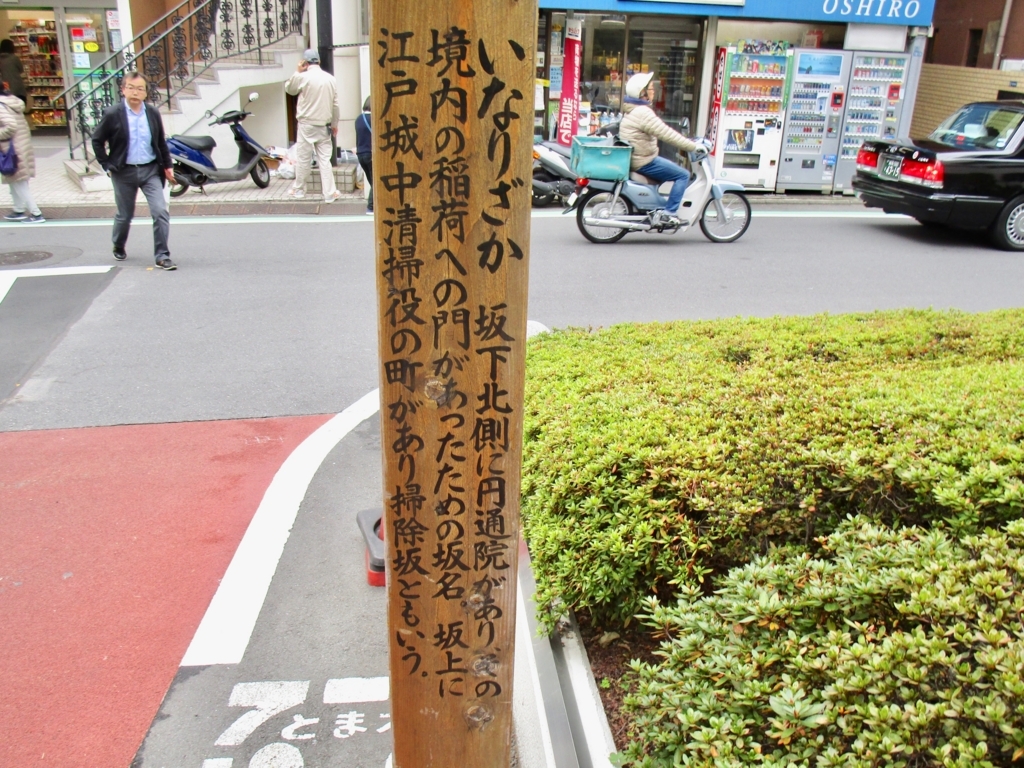 いなりざか 坂下北側に円通院があり、その
境内の稲荷への門があったための坂名。坂上に
江戸城中清掃役の町があり掃除坂ともいう。
OSHIRO
とま